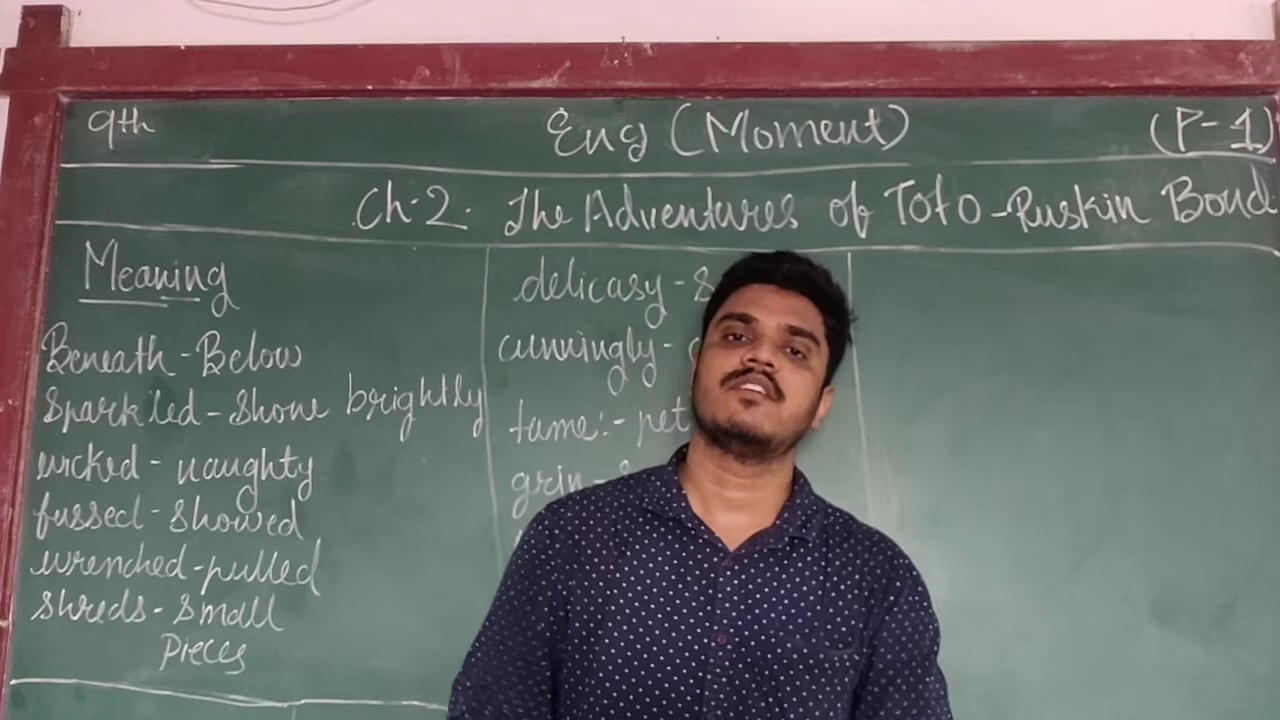 9th Eng (Moment) (P-1)
Ch-2. The Adventures of Toto - Ruskin Bond
Meaning
Beneath - Below
Sparkled - Shone brightly
wicked - naughty
fussed - Showed
wrenched - pulled
Shreds - Small
Pieces
delicasy - S
cunningly -
tame:- pet
grin -